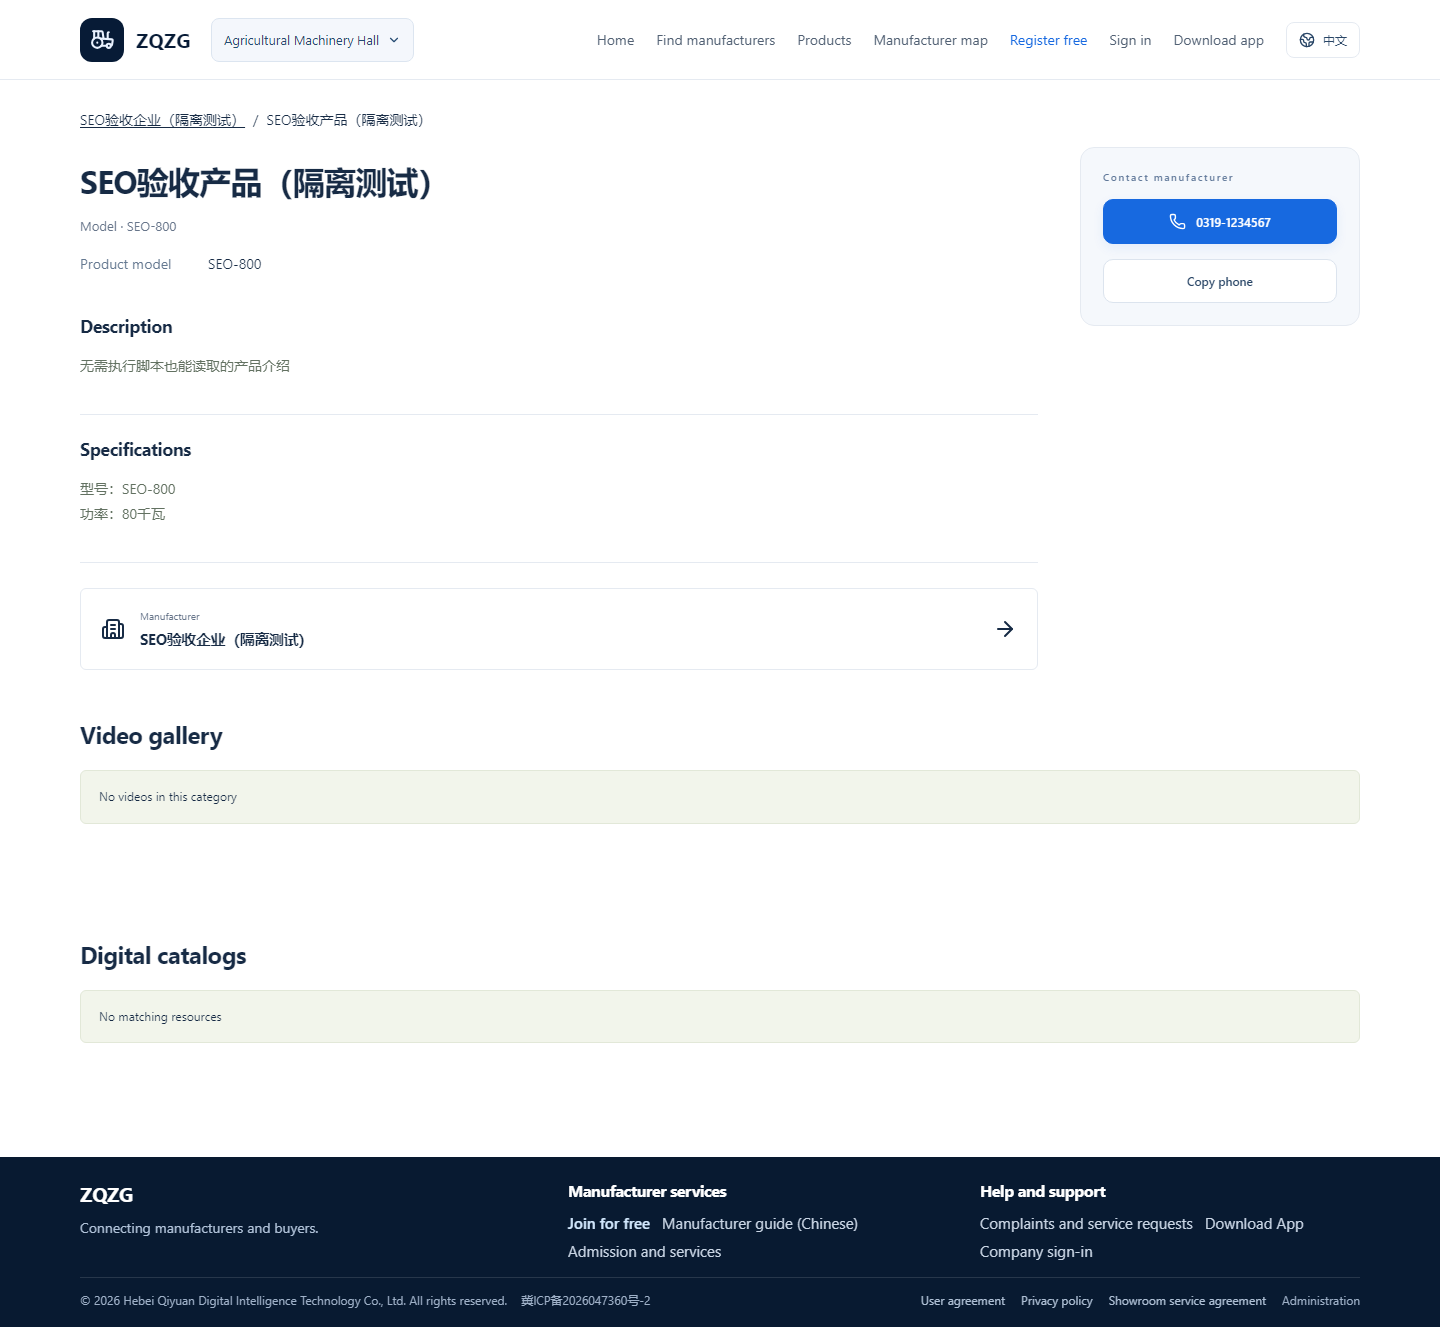 ZQZG
Agricultural Machinery Hall
Home
Find manufacturers
Products
Manufacturer map
Register free
Sign in
Download app
中文
SEO验收企业（隔离测试） / SEO验收产品（隔离测试）
SEO验收产品（隔离测试）
Model · SEO-800
Product model SEO-800
Contact manufacturer
0319-1234567
Copy phone
Description
无需执行脚本也能读取的产品介绍
Specifications
型号：SEO-800
功率：80千瓦
Manufacturer
SEO验收企业（隔离测试）
Video gallery
No videos in this category
Digital catalogs
No matching resources
ZQZG
Connecting manufacturers and buyers.
Manufacturer services
Join for free Manufacturer guide (Chinese)
Admission and services
Help and support
Complaints and service requests Download App
Company sign-in
© 2026 Hebei Qiyuan Digital Intelligence Technology Co., Ltd. All rights reserved. 冀ICP备2026047360号-2
User agreement Privacy policy Showroom service agreement Administration